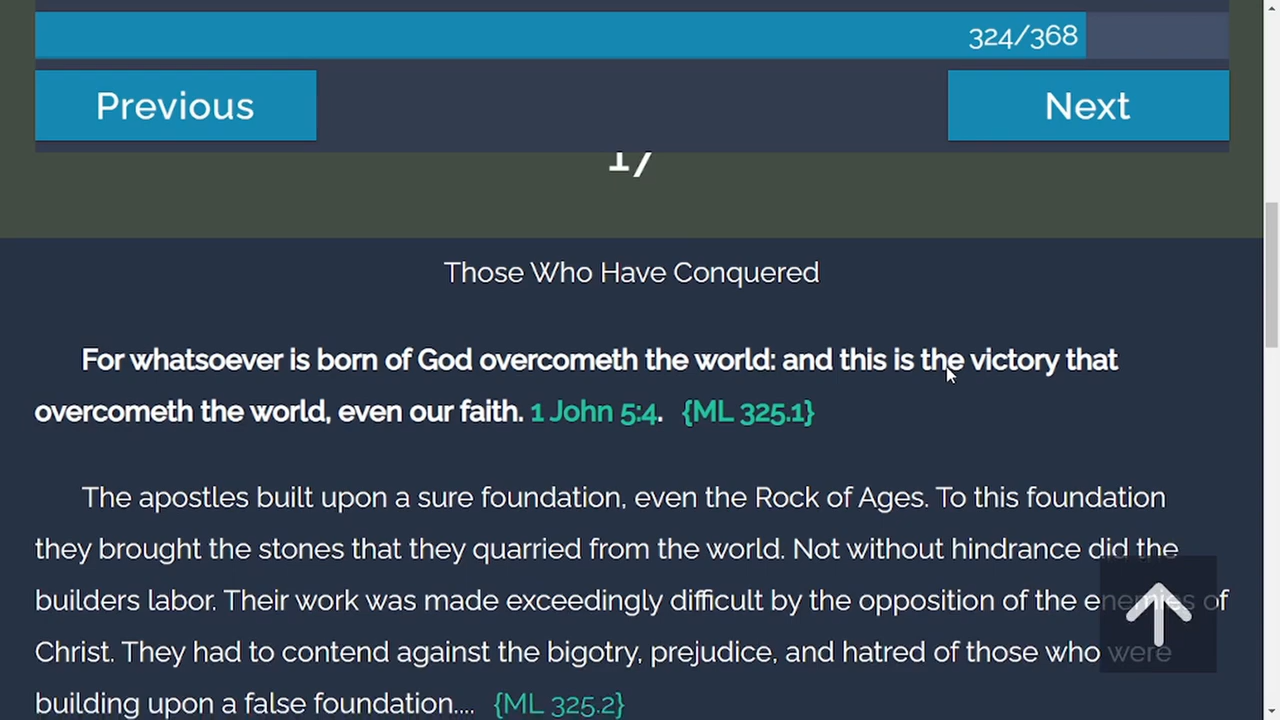 324/368
Previous
Next
17
Those Who Have Conquered
For whatsoever is born of God overcometh the world: and this is the victory that
overcometh the world, even our faith. 1 John 5:4. {ML 325.1}
The apostles built upon a sure foundation, even the Rock of Ages. To this foundation
they brought the stones that they quarried from the world. Not without hindrance did the
builders labor. Their work was made exceedingly difficult by the opposition of the enemies of
Christ. They had to contend against the bigotry, prejudice, and hatred of those who were
building upon a false foundation.... {ML 325.2}